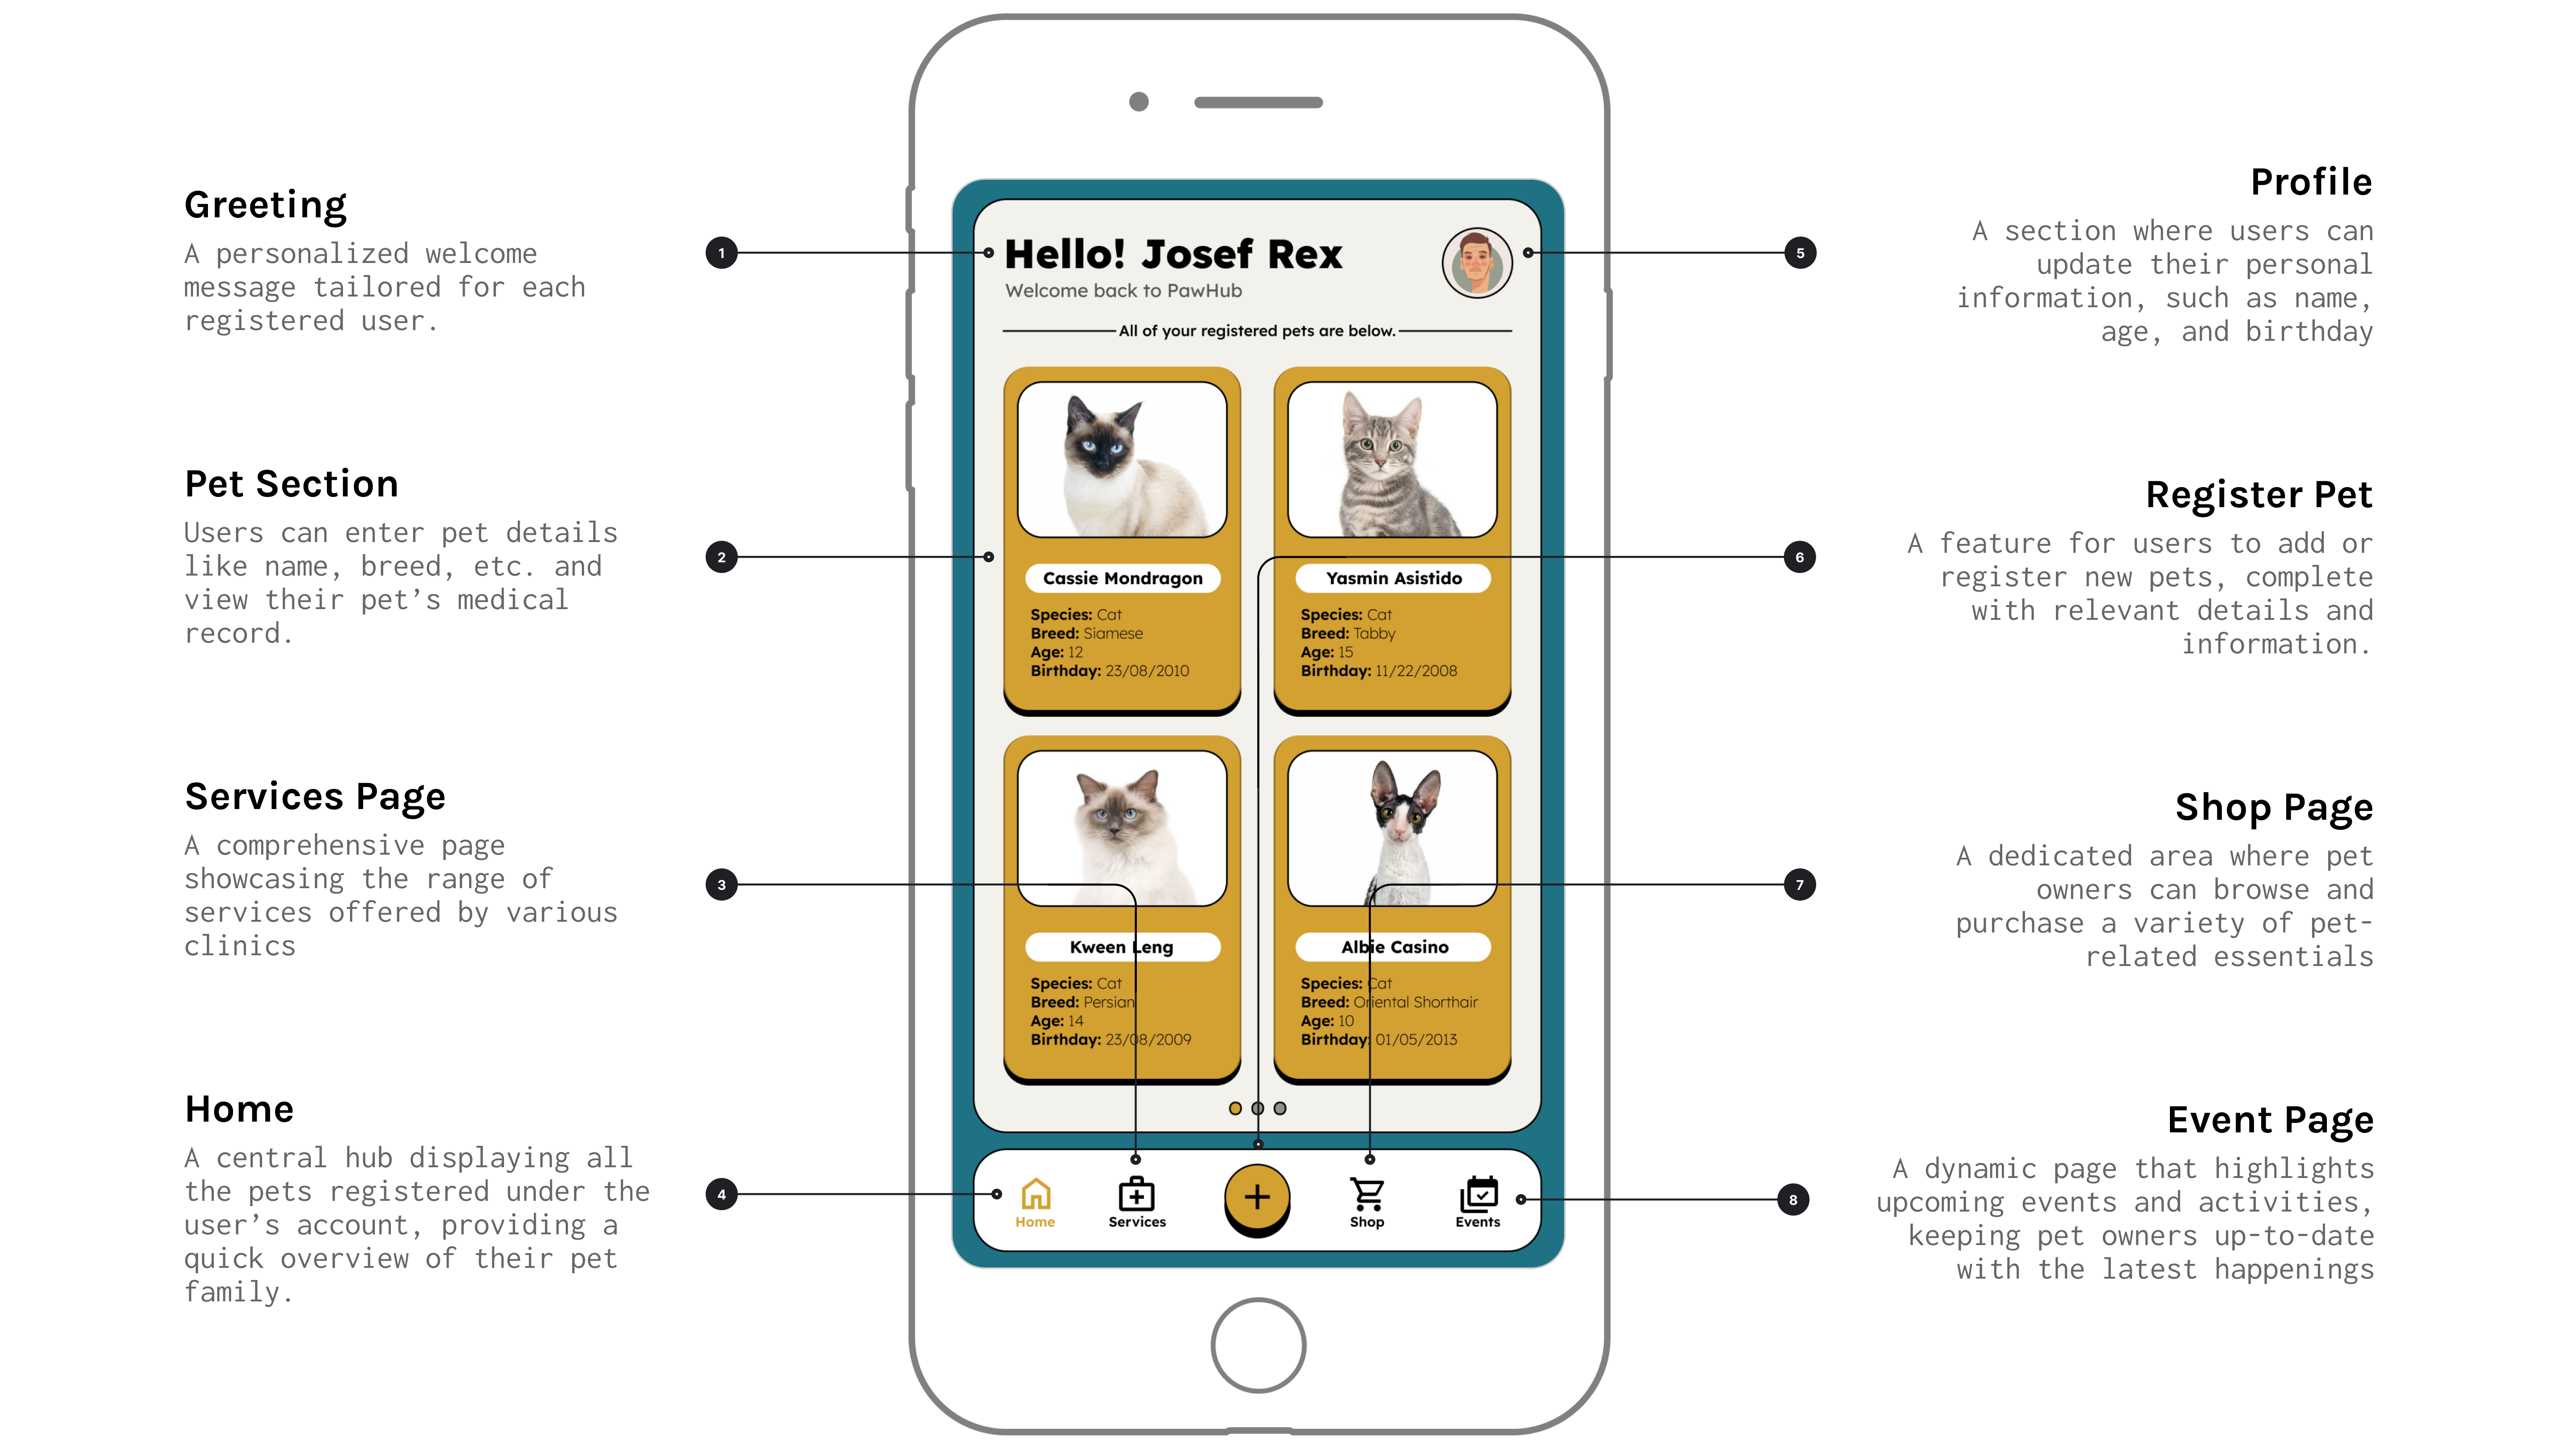 Greeting
A personalized welcome
message tailored for each
registered user.
Pet Section
Users can enter pet details
like name, breed, etc. and
view their pet’s medical
record.
Services Page
A comprehensive page
showcasing the range of
services offered by various
clinics
Home
A central hub displaying all
the pets registered under the
user’s account, providing a
quick overview of their pet
family.
1
2
3
4
Hello! Josef Rex
Welcome back to PawHub
All of your registered pets are below.
Cassie Mondragon
Species: Cat
Breed: Siamese
Age: 12
Birthday: 23/08/2010
Yasmin Asistido
Species: Cat
Breed: Tabby
Age: 15
Birthday: 11/22/2008
Kween Leng
Species: Cat
Breed: Persian
Age: 14
Birthday: 23/08/2009
Albie Casino
Species: Cat
Breed: Oriental Shorthair
Age: 10
Birthday: 01/05/2013
Home
Services
Shop
Events
5
6
7
8
Profile
A section where users can
update their personal
information, such as name,
age, and birthday
Register Pet
A feature for users to add or
register new pets, complete
with relevant details and
information.
Shop Page
A dedicated area where pet
owners can browse and
purchase a variety of pet-
related essentials
Event Page
A dynamic page that highlights
upcoming events and activities,
keeping pet owners up-to-date
with the latest happenings